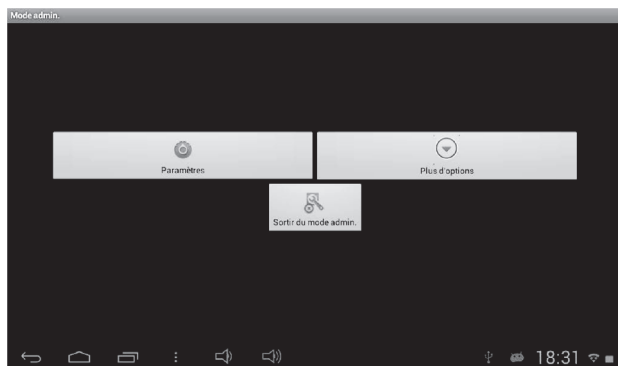 Mode admin.
Paramètres
Plus d'options
Sortir du mode admin.
18:31